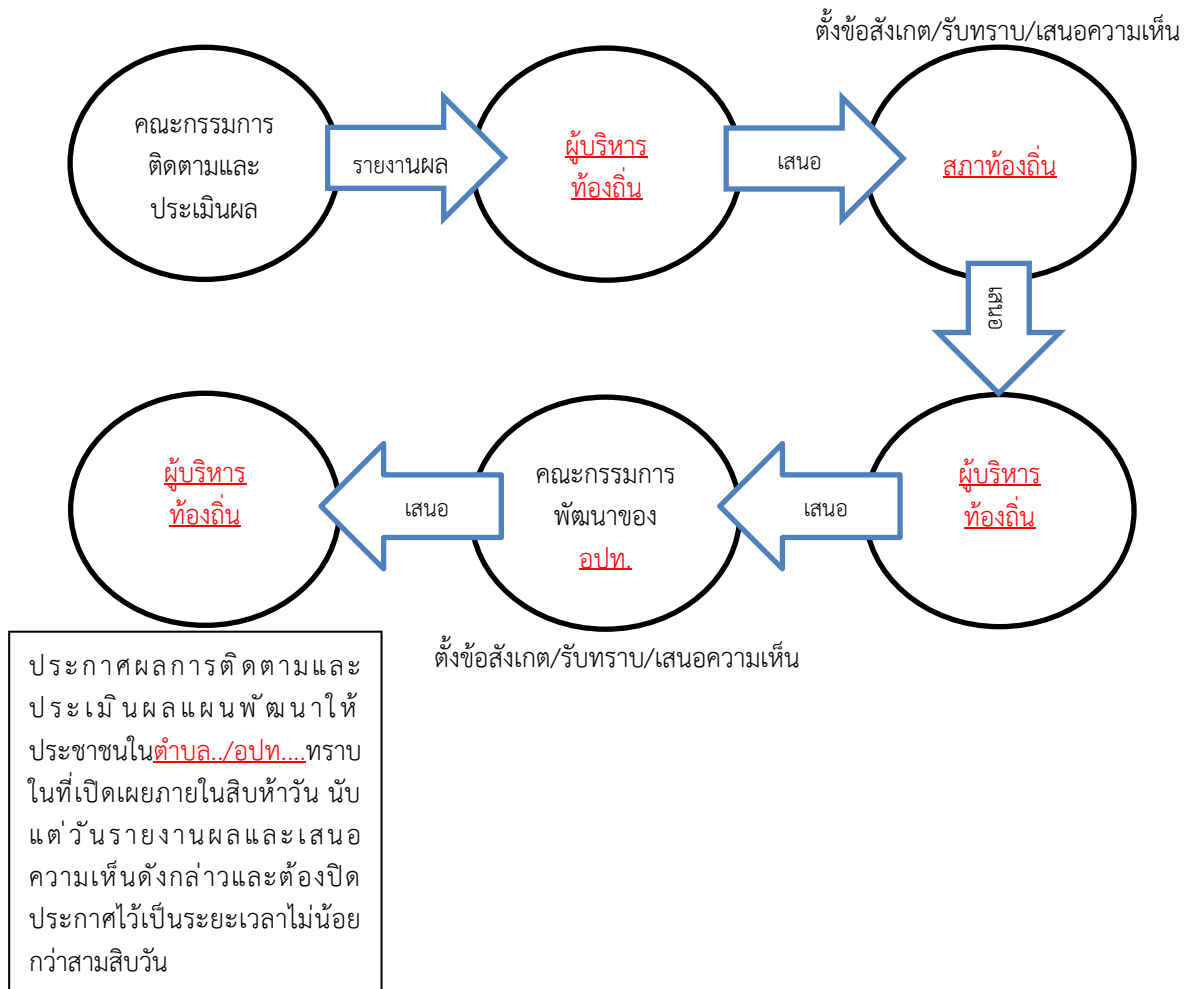 ตั้งข้อสังเกต/รับทราบ/เสนอความเห็น
คณะกรรมการ
ติดตามและ
ประเมินผล
รายงานผล
ผู้บริหาร
ท้องถิ่น
เสนอ
สภาท้องถิ่น
เสนอ
ผู้บริหาร
ท้องถิ่น
เสนอ
คณะกรรมการ
พัฒนาของ
อปท.
เสนอ
ผู้บริหาร
ท้องถิ่น
ตั้งข้อสังเกต/รับทราบ/เสนอความเห็น
ประกาศผลการติดตามและ
ประเมินผลแผนพัฒนาให้
ประชาชนในตำบล../อปท....ทราบ
ในที่เปิดเผยภายในสิบห้าวัน นับ
แต่วันรายงานผลและเสนอ
ความเห็นดังกล่าวและต้องปิด
ประกาศไว้เป็นระยะเวลาไม่น้อย
กว่าสามสิบวัน